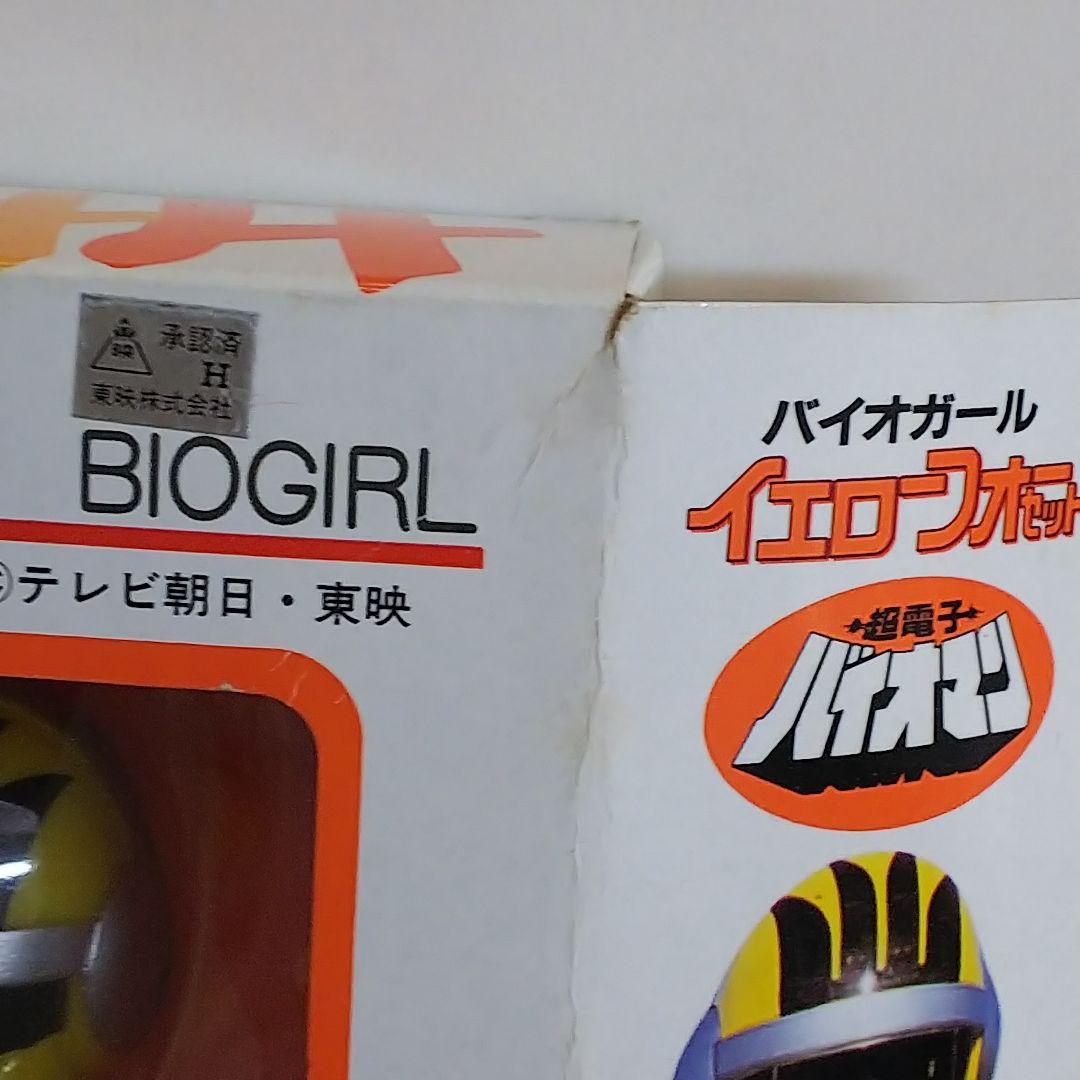 承認済
H
東映株式会社
BIOGIRL
©テレビ朝日・東映
バイオガール
イエローフォーセット
超電子
バイオマン